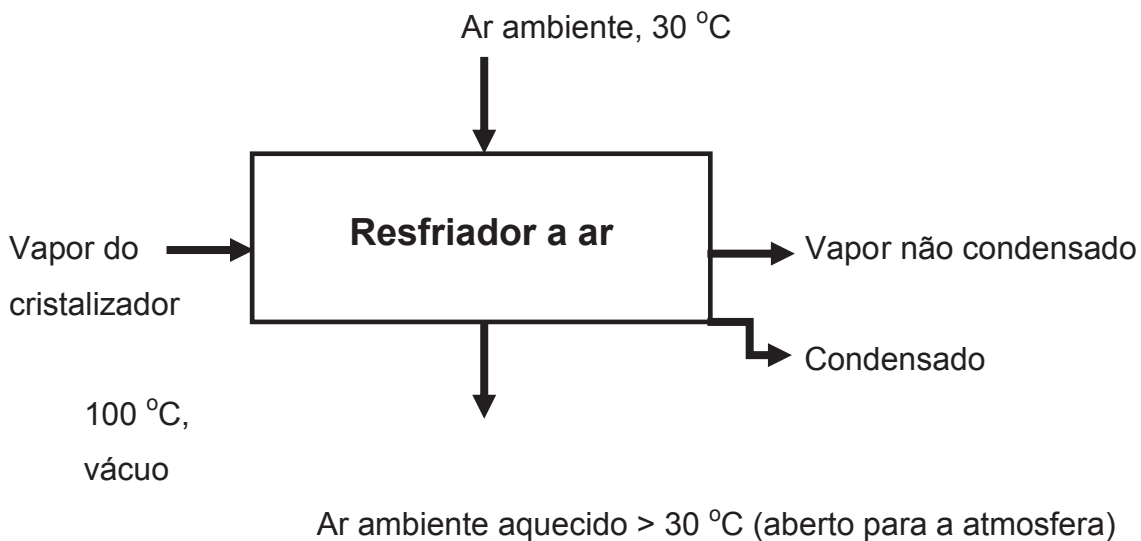 Ar ambiente, 30 °C
Resfriador a ar
Vapor do
cristalizador
Vapor não condensado
Condensado
100 °C,
vácuo
Ar ambiente aquecido > 30 °C (aberto para a atmosfera)